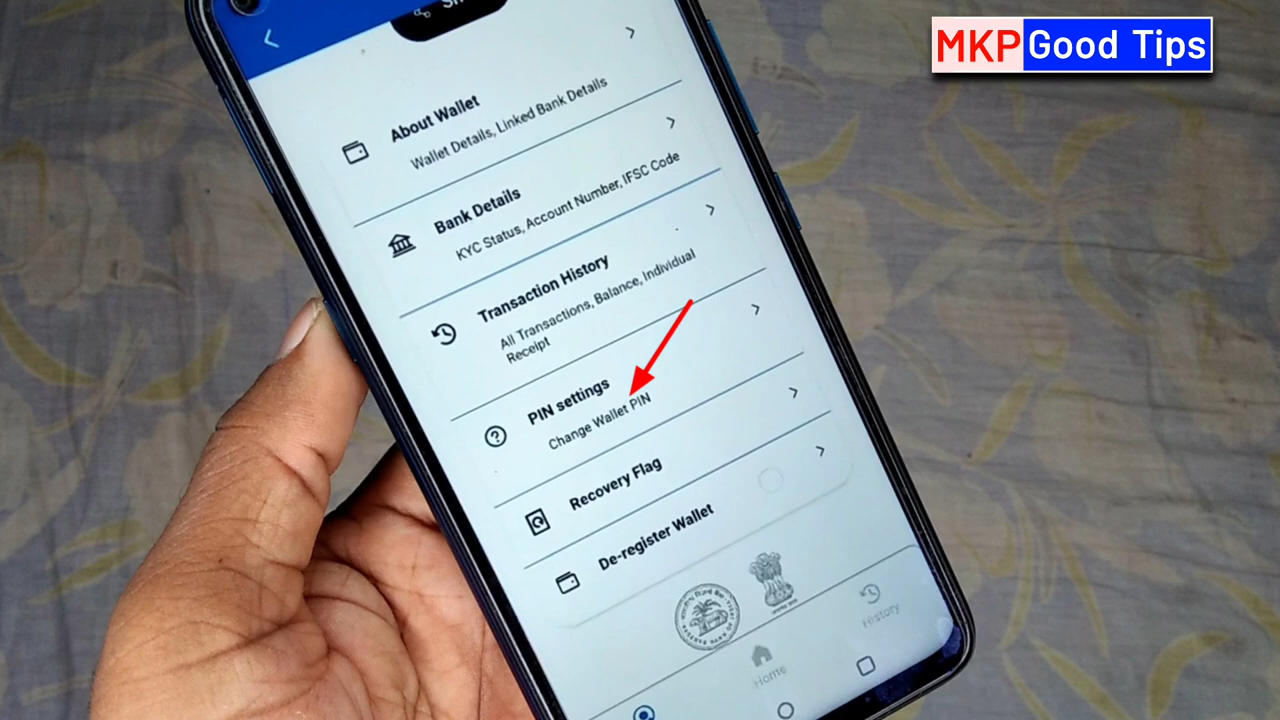 MKP Good Tips
About Wallet
Wallet Details, Linked Bank Details
Bank Details
KYC Status, Account Number, IFSC Code
Transaction History
All Transactions, Balance, Individual
Receipt
PIN settings
Change Wallet PIN
Recovery Flag
De-register Wallet
History
Home